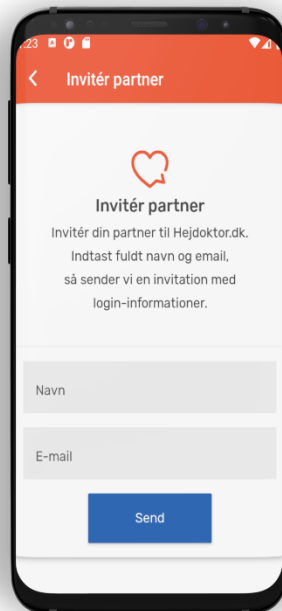 :23
Invitér partner
Invitér partner
Invitér din partner til Hejdoktor.dk.
Indtast fuldt navn og email,
så sender vi en invitation med
login-informationer.
Navn
E-mail
Send